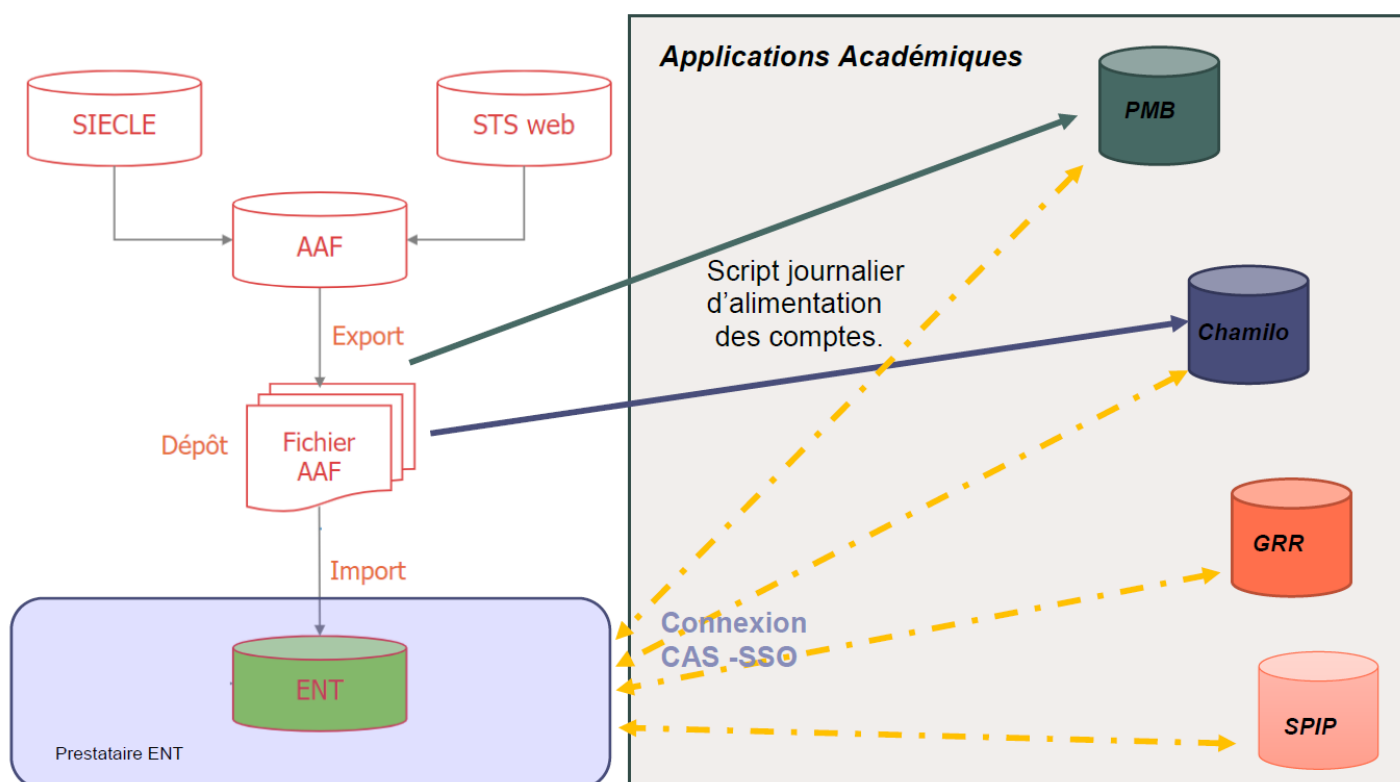 Applications Académiques
SIECLE
STS web
PMB
AAF
Script journalier
d'alimentation
des comptes.
Export
Chamilo
Dépôt
Fichier
AAF
Import
GRR
Connexion
CAS -SSO
ENT
SPIP
Prestataire ENT